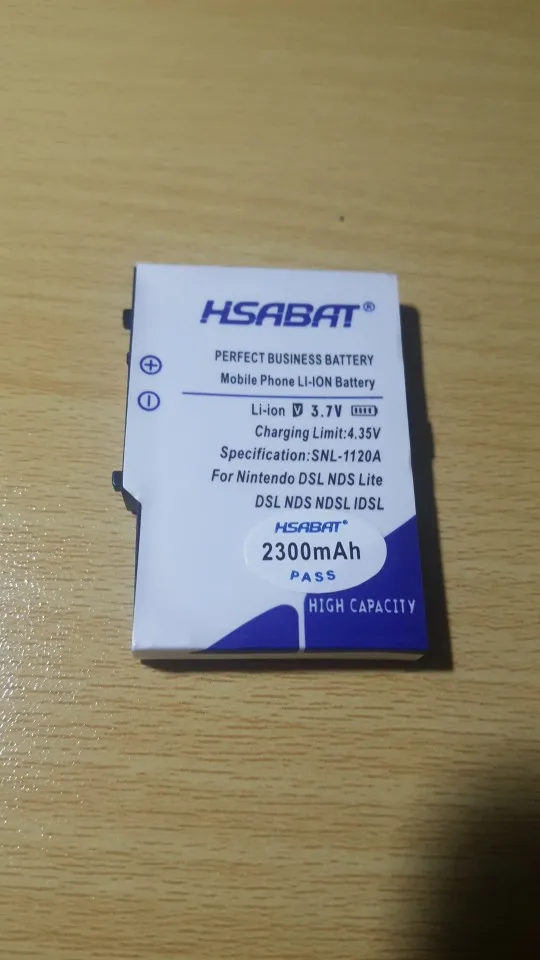 HSABAT®
PERFECT BUSINESS BATTERY
Mobile Phone LI-ION Battery
+
−
Li-ion V 3.7V
Charging Limit:4.35V
Specification:SNL-1120A
For Nintendo DSL NDS Lite
DSL NDS NDSL IDSL
HSABAT®
2300mAh
PASS
HIGH CAPACITY